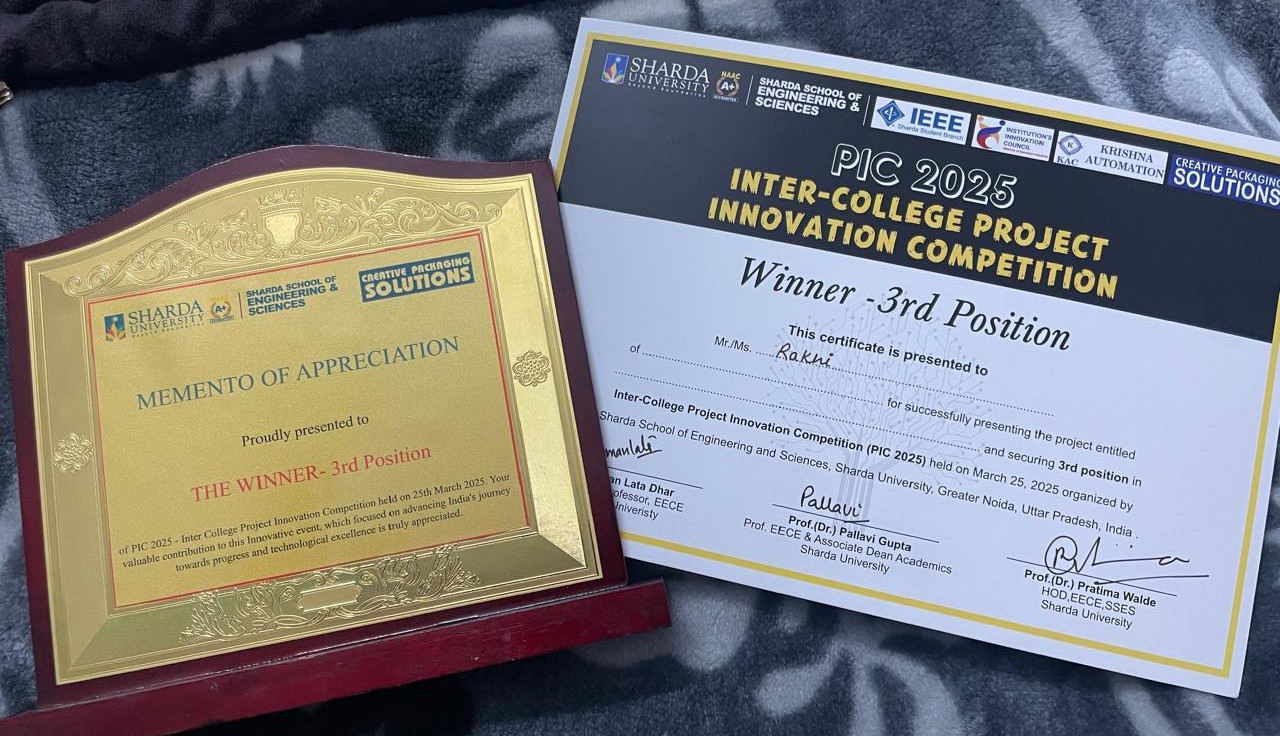 SHARDA
UNIVERSITY
A+
SHARDA SCHOOL OF
ENGINEERING &
SCIENCES
CREATIVE PACKAGING
SOLUTIONS
MEMENTO OF APPRECIATION
Proudly presented to
THE WINNER- 3rd Position
of PIC 2025 - Inter College Project Innovation Competition held on 25th March 2025. Your
valuable contribution to this Innovative event, which focused on advancing India's journey
towards progress and technological excellence is truly appreciated.
SHARDA
UNIVERSITY
NAAC
A+
ACCREDITED
SHARDA SCHOOL OF
ENGINEERING &
SCIENCES
IEEE
Sharda Student Branch
INSTITUTION'S
INNOVATION
COUNCIL
K
KAC
KRISHNA
AUTOMATION
CREATIVE PACKAGING
SOLUTIONS
PIC 2025
INTER-COLLEGE PROJECT
INNOVATION COMPETITION
Winner -3rd Position
This certificate is presented to
Mr./Ms. ......Rakhi
of
for successfully presenting the project entitled
and securing 3rd position in
Inter-College Project Innovation Competition (PIC 2025) held on March 25, 2025 organized by
Sharda School of Engineering and Sciences, Sharda University, Greater Noida, Uttar Pradesh, India .
manlata
an Lata Dhar
ofessor, EECE
Univeristy
Pallavi
Prof.(Dr.) Pallavi Gupta
Prof. EECE & Associate Dean Academics
Sharda University
Prof.(Dr.) Pratima Walde
HOD,EECE,SSES
Sharda University